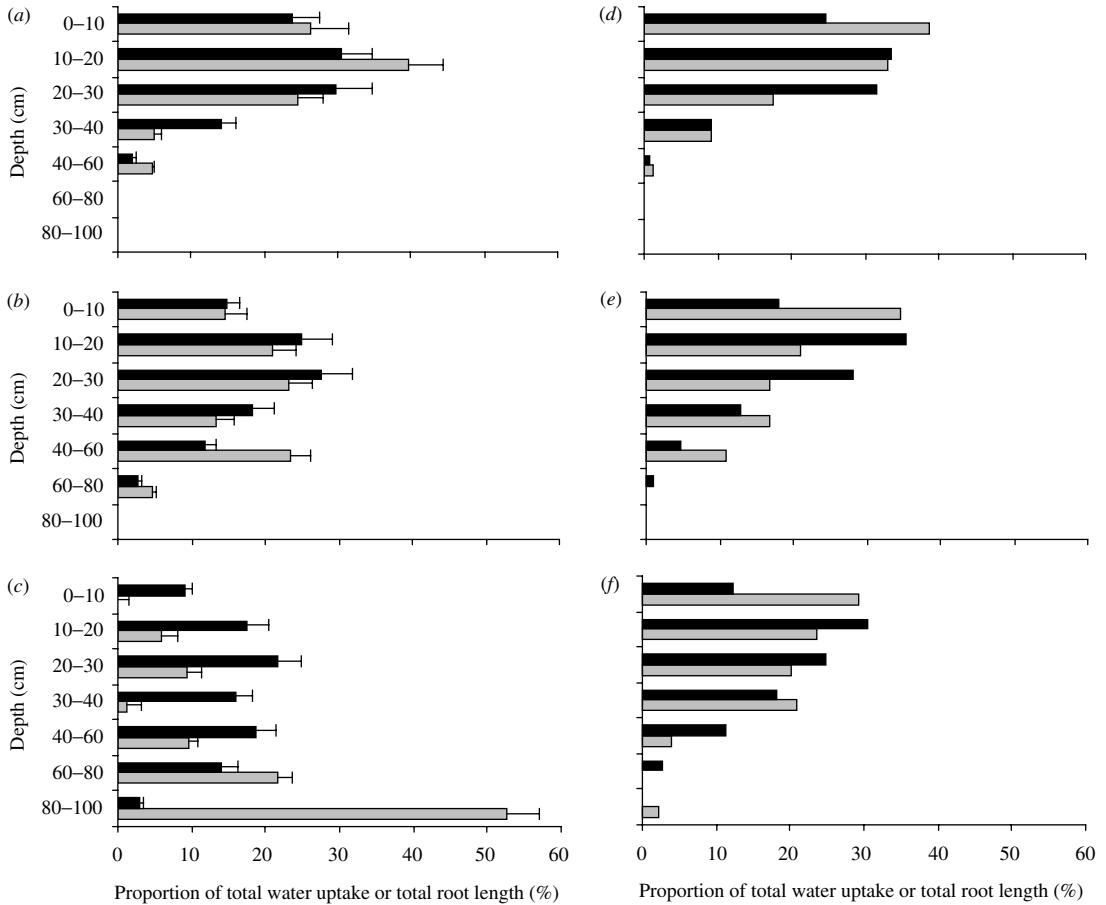 (a)
0–10
10–20
20–30
30–40
40–60
60–80
80–100
Depth (cm)
(d)
(b)
0–10
10–20
20–30
30–40
40–60
60–80
80–100
Depth (cm)
(e)
(c)
0–10
10–20
20–30
30–40
40–60
60–80
80–100
Depth (cm)
(f)
0 10 20 30 40 50 60
Proportion of total water uptake or total root length (%)
0 10 20 30 40 50 60
Proportion of total water uptake or total root length (%)